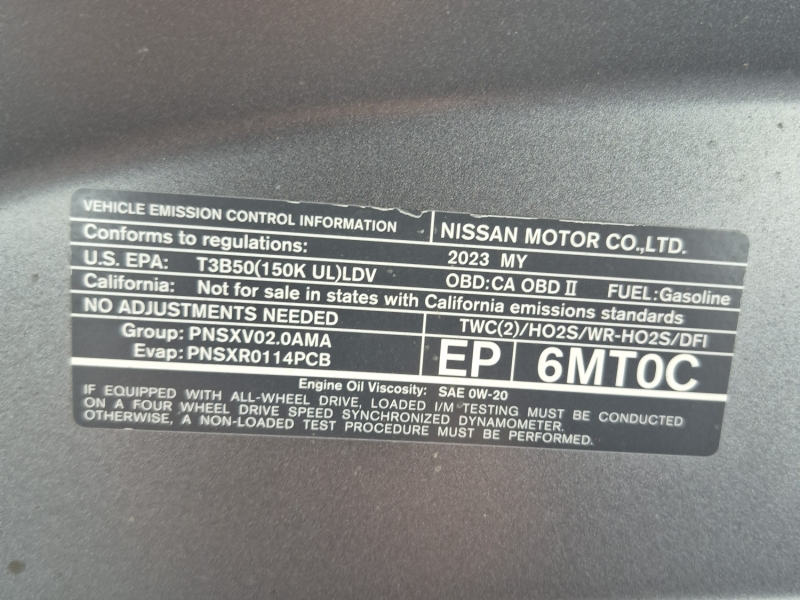 VEHICLE EMISSION CONTROL INFORMATION
NISSAN MOTOR CO.,LTD.
Conforms to regulations:
2023 MY
U.S. EPA: T3B50(150K UL)LDV
OBD:CA OBD II FUEL:Gasoline
California: Not for sale in states with California emissions standards
NO ADJUSTMENTS NEEDED
TWC(2)/HO2S/WR-HO2S/DFI
Group: PNSXV02.0AMA
Evap: PNSXR0114PCB
EP 6MT0C
Engine Oil Viscosity: SAE 0W-20
IF EQUIPPED WITH ALL-WHEEL DRIVE, LOADED I/M TESTING MUST BE CONDUCTED
ON A FOUR WHEEL DRIVE SPEED SYNCHRONIZED DYNAMOMETER.
OTHERWISE, A NON-LOADED TEST PROCEDURE MUST BE PERFORMED.